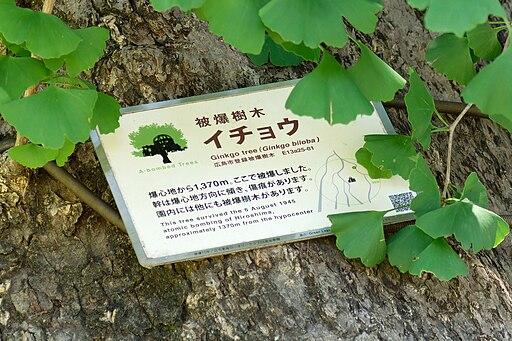 被爆樹木
イチョウ
Ginkgo tree (Ginkgo biloba)
広島市登録被爆樹木 E13a25-01
A-bombed Trees
爆心地から1,370m、ここで被爆しました。
幹は爆心地方向に傾き、傷痕があります。
園内には他にも被爆樹木があります。
This tree survived the 6 August 1945
atomic bombing of Hiroshima,
approximately 1370m from the hypocenter